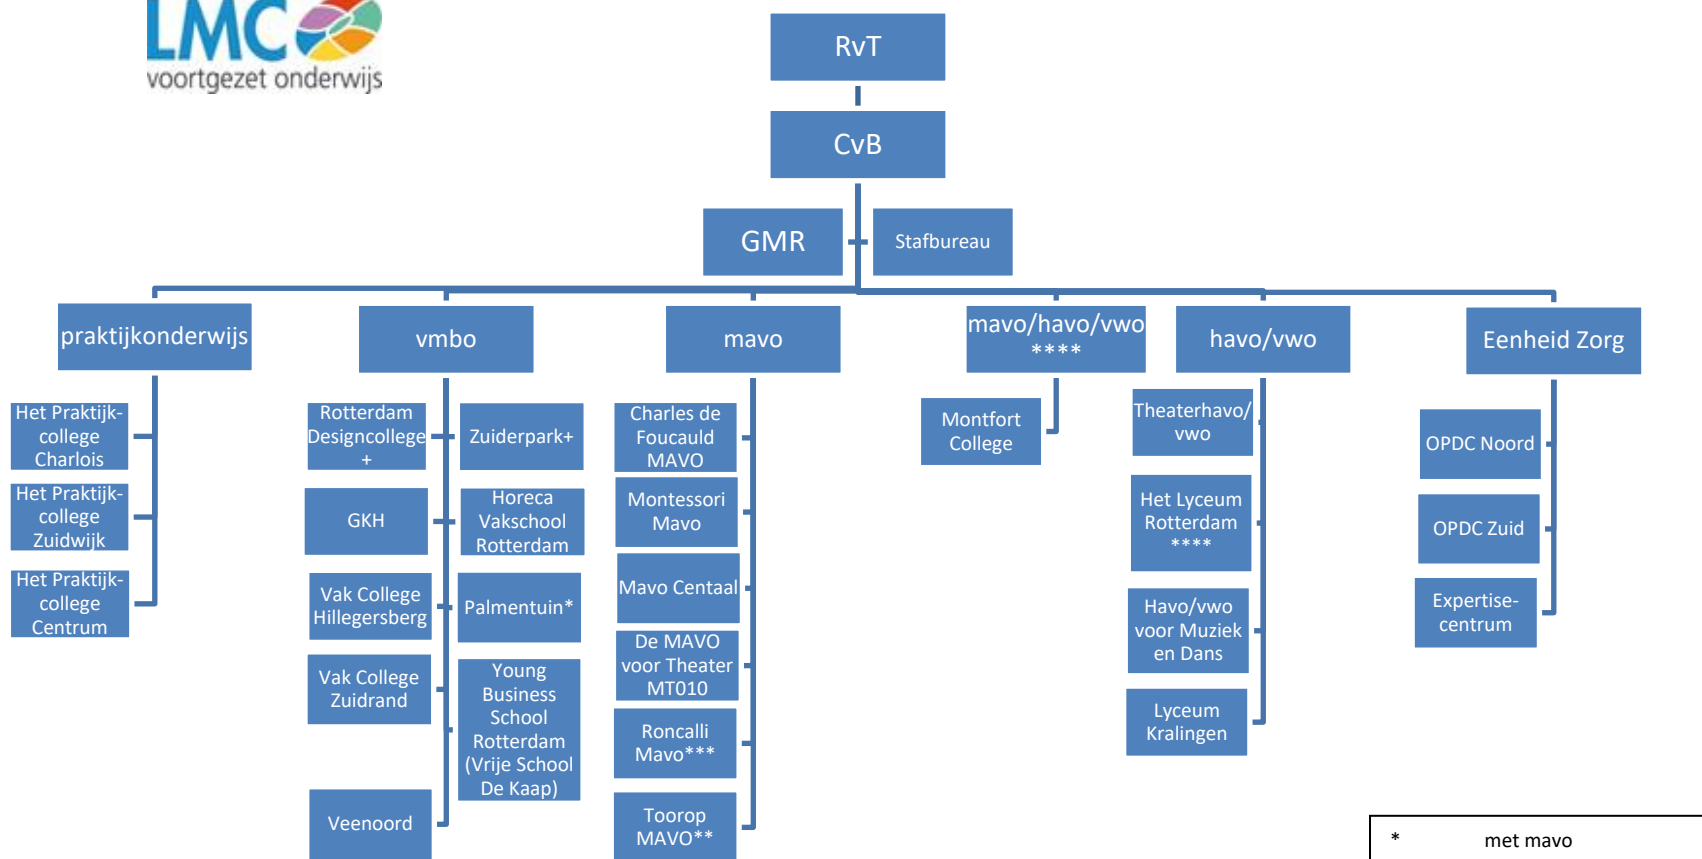 LMC
voortgezet onderwijs
RvT
CvB
GMR
Stafbureau
praktijkonderwijs
Het Praktijk-
college
Charlois
Het Praktijk-
college
Zuidwijk
Het Praktijk-
college
Centrum
vmbo
Rotterdam
Designcollege
+
Zuiderpark+
GKH
Horeca
Vakschool
Rotterdam
Vak College
Hillegersberg
Palmentuin*
Vak College
Zuidrand
Young
Business
School
Rotterdam
(Vrije School
De Kaap)
Veenoord
mavo
Charles de
Foucauld
MAVO
Montessori
Mavo
Mavo Centaal
De MAVO
voor Theater
MT010
Roncalli
Mavo***
Toorop
MAVO**
mavo/havo/vwo
****
Montfort
College
havo/vwo
Theaterhavo/
vwo
Het Lyceum
Rotterdam
****
Havo/vwo
voor Muziek
en Dans
Lyceum
Kralingen
Eenheid Zorg
OPDC Noord
OPDC Zuid
Expertise-
centrum
* met mavo